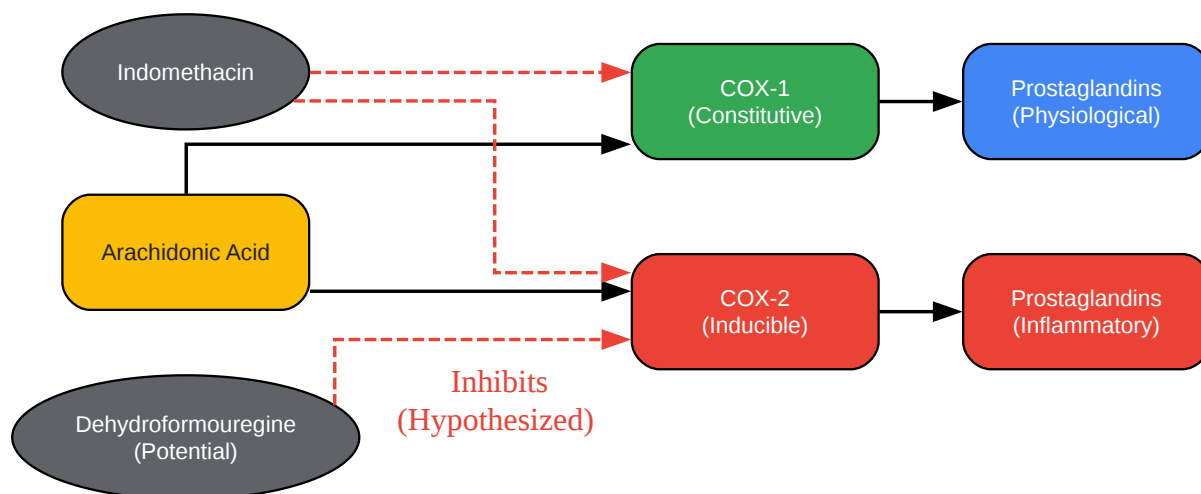 Indomethacin
COX-1
(Constitutive)
Prostaglandins
(Physiological)
Arachidonic Acid
COX-2
(Inducible)
Prostaglandins
(Inflammatory)
Inhibits
(Hypothesized)
Dehydroformouregine
(Potential)